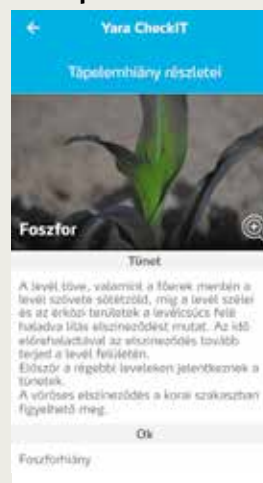 Yara CheckIT
Tápelemhiány részletei
Foszfor
Tünet
A levél töve, valamint a főerek mentén a
levél szövete sötétzöld, míg a levél szélei
és az érközi területek a levélcsúcs felé
haladva lilás elszíneződést mutat. Az idő
előrehaladtával az elszíneződés tovább
terjed a levél felületén.
Először a régebbi leveleken jelentkeznek a
tünetek.
A vöröses elszíneződés a korai szakaszban
figyelhető meg.
Ok
Foszforhiány